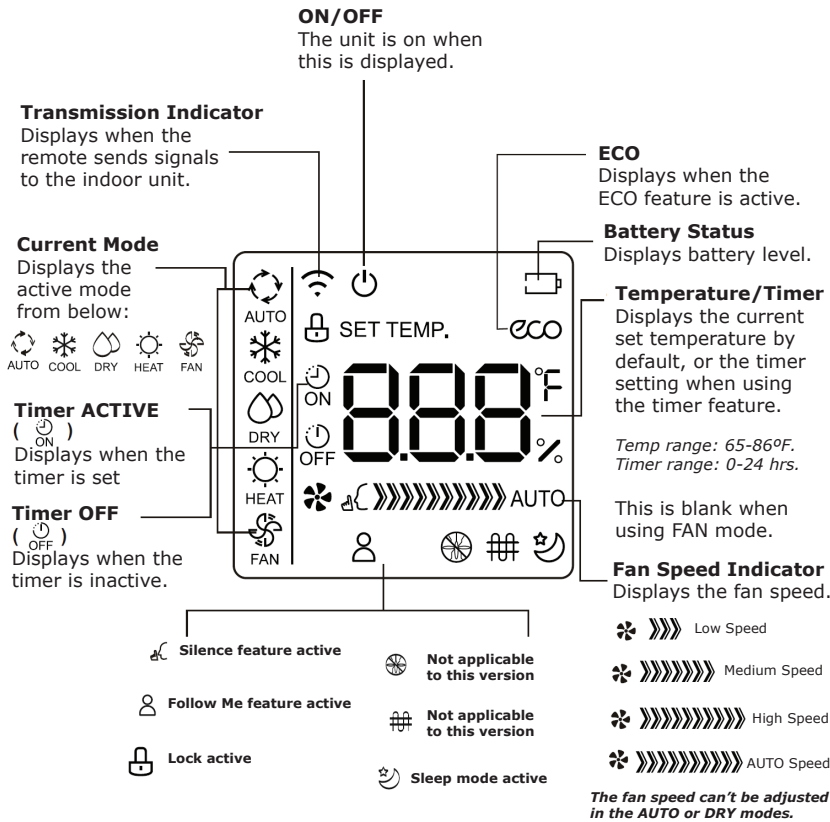 ON/OFF
The unit is on when
this is displayed.
Transmission Indicator
Displays when the
remote sends signals
to the indoor unit.
ECO
Displays when the
ECO feature is active.
Current Mode
Displays the
active mode
from below:
AUTO COOL DRY HEAT FAN
Timer ACTIVE
( ON )
Displays when the
timer is set
Timer OFF
( OFF )
Displays when the
timer is inactive.
AUTO
COOL
DRY
HEAT
FAN
SET TEMP.
eco
ON
OFF
888
°F
%
AUTO
Battery Status
Displays battery level.
Temperature/Timer
Displays the current
set temperature by
default, or the timer
setting when using
the timer feature.
Temp range: 65-86ºF.
Timer range: 0-24 hrs.
This is blank when
using FAN mode.
Fan Speed Indicator
Displays the fan speed.
Low Speed
Medium Speed
High Speed
AUTO Speed
The fan speed can't be adjusted
in the AUTO or DRY modes.
Silence feature active
Follow Me feature active
Lock active
Not applicable
to this version
Not applicable
to this version
Sleep mode active